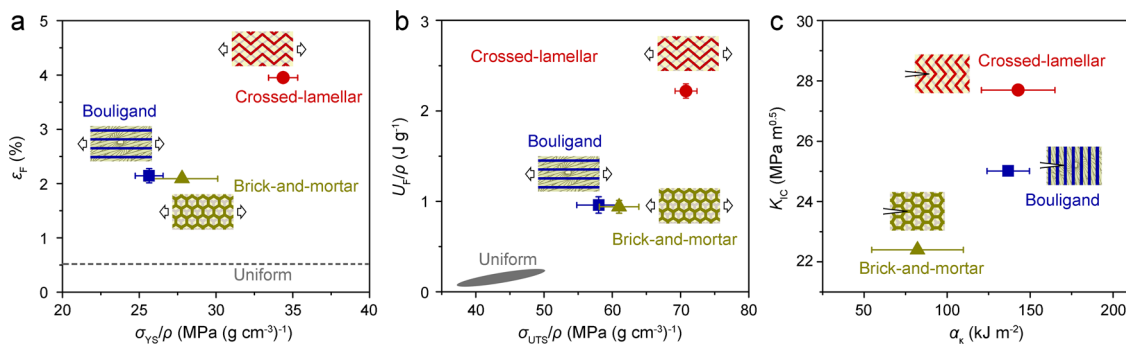 a
5
4
3
2
1
0
εF (%)
Crossed-lamellar
Bouligand
Brick-and-mortar
Uniform
20
25
30
35
40
σYS/ρ (MPa (g cm-3)-1)
b
3
2
1
0
UF/ρ (J g-1)
Crossed-lamellar
Bouligand
Brick-and-mortar
Uniform
40
50
60
70
80
σUTS/ρ (MPa (g cm-3)-1)
c
28
26
24
22
KIC (MPa m0.5)
Crossed-lamellar
Bouligand
Brick-and-mortar
0
50
100
150
200
ακ (kJ m-2)